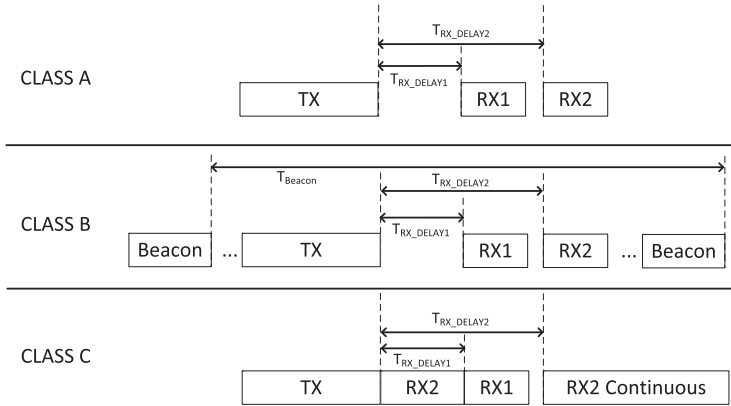 T_RX_DELAY2
T_RX_DELAY1
CLASS A
TX
RX1
RX2
T_Beacon
T_RX_DELAY2
T_RX_DELAY1
CLASS B
Beacon
...
TX
RX1
RX2
...
Beacon
T_RX_DELAY2
T_RX_DELAY1
CLASS C
TX
RX2
RX1
RX2 Continuous